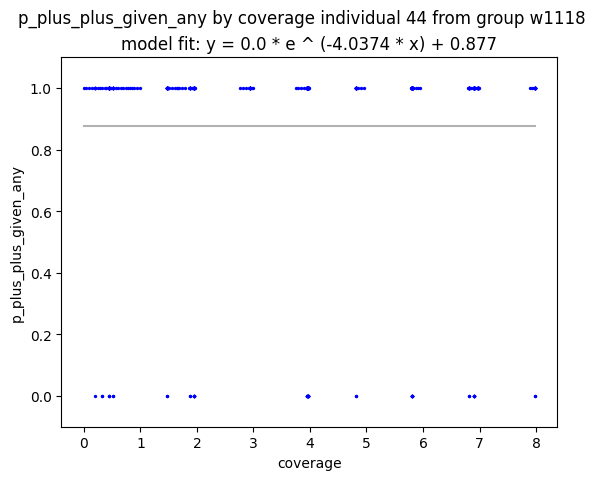 p_plus_plus_given_any by coverage individual 44 from group w1118
model fit: y = 0.0 * e ^ (-4.0374 * x) + 0.877
1.0
0.8
0.6
0.4
0.2
0.0
p_plus_plus_given_any
0 1 2 3 4 5 6 7 8
coverage